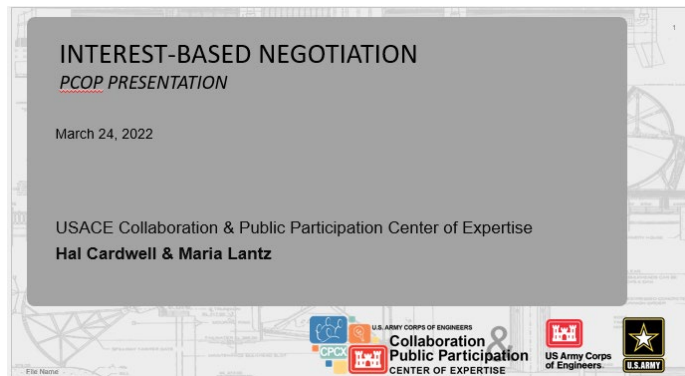 1
INTEREST-BASED NEGOTIATION
PCOP PRESENTATION
March 24, 2022
USACE Collaboration & Public Participation Center of Expertise
Hal Cardwell & Maria Lantz
File Name
CPCX
U.S. ARMY CORPS OF ENGINEERS
Collaboration &
Public Participation
CENTER OF EXPERTISE
US Army Corps
of Engineers
U.S.ARMY